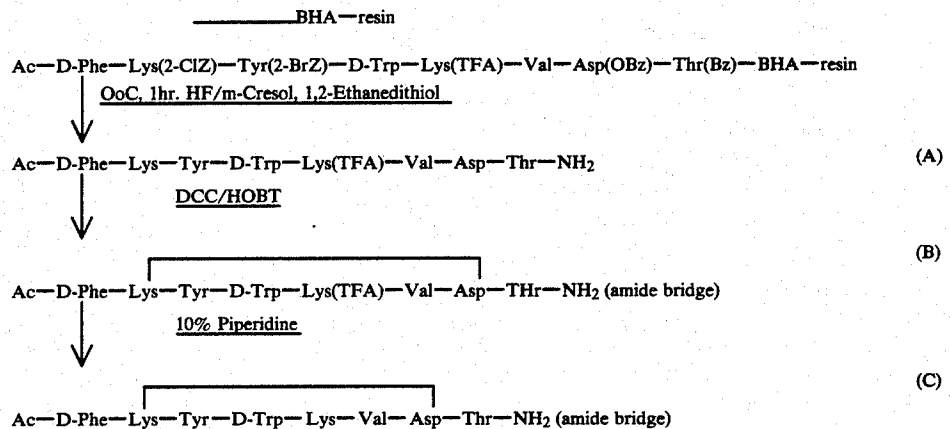 BHA—resin
Ac—D-Phe—Lys(2-ClZ)—Tyr(2-BrZ)—D-Trp—Lys(TFA)—Val—Asp(OBz)—Thr(Bz)—BHA—resin
OoC, 1hr. HF/m-Cresol, 1,2-Ethanedithiol
Ac—D-Phe—Lys—Tyr—D-Trp—Lys(TFA)—Val—Asp—Thr—NH2 (A)
DCC/HOBT
(B)
Ac—D-Phe—Lys—Tyr—D-Trp—Lys(TFA)—Val—Asp—THr—NH2 (amide bridge)
10% Piperidine
(C)
Ac—D-Phe—Lys—Tyr—D-Trp—Lys—Val—Asp—Thr—NH2 (amide bridge)